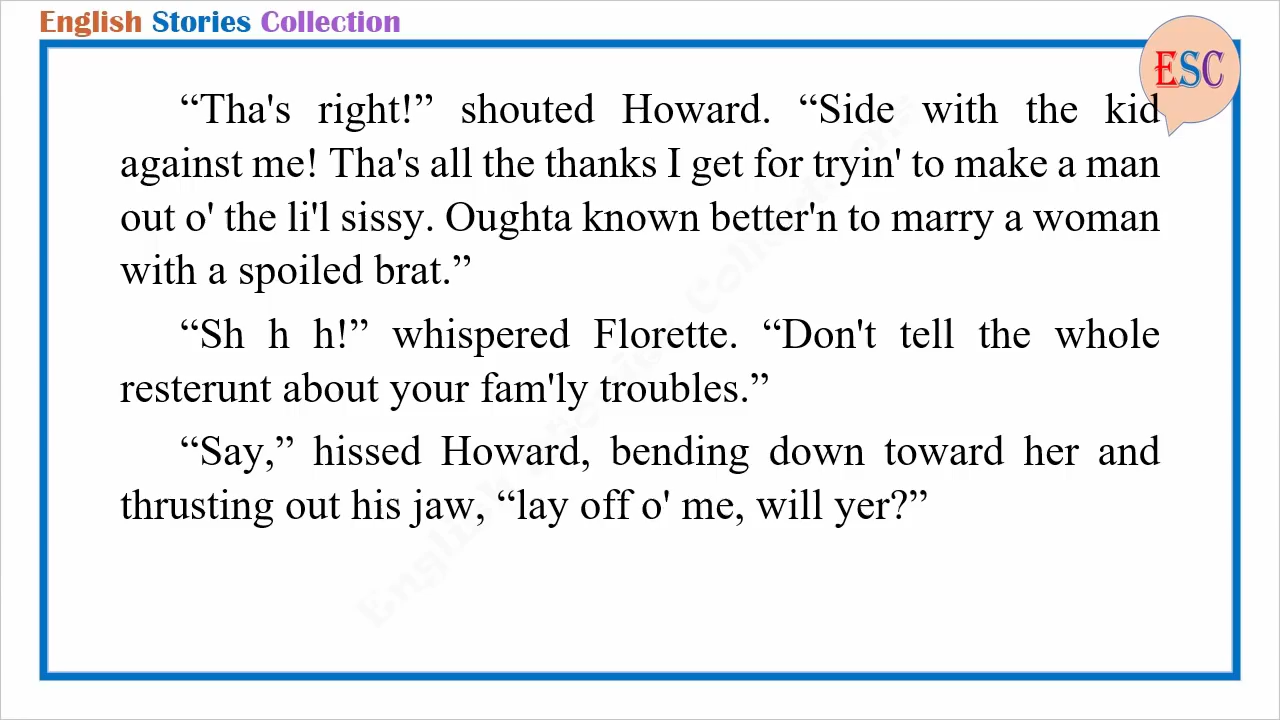 English Stories Collection
ESC
“Tha's right!” shouted Howard. “Side with the kid
against me! Tha's all the thanks I get for tryin' to make a man
out o' the li'l sissy. Oughta known better'n to marry a woman
with a spoiled brat.”
“Sh h h!” whispered Florette. “Don't tell the whole
resterunt about your fam'ly troubles.”
“Say,” hissed Howard, bending down toward her and
thrusting out his jaw, “lay off o' me, will yer?”
English Stories Collections